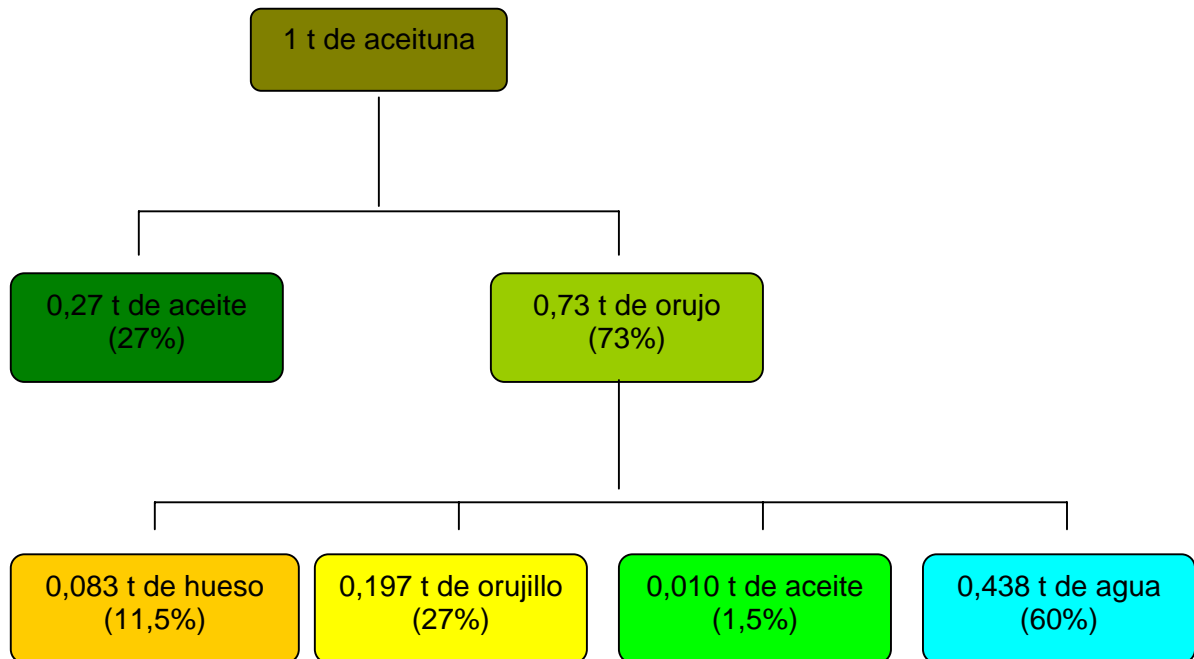 1 t de aceituna
0,27 t de aceite
(27%)
0,73 t de orujo
(73%)
0,083 t de hueso
(11,5%)
0,197 t de orujillo
(27%)
0,010 t de aceite
(1,5%)
0,438 t de agua
(60%)